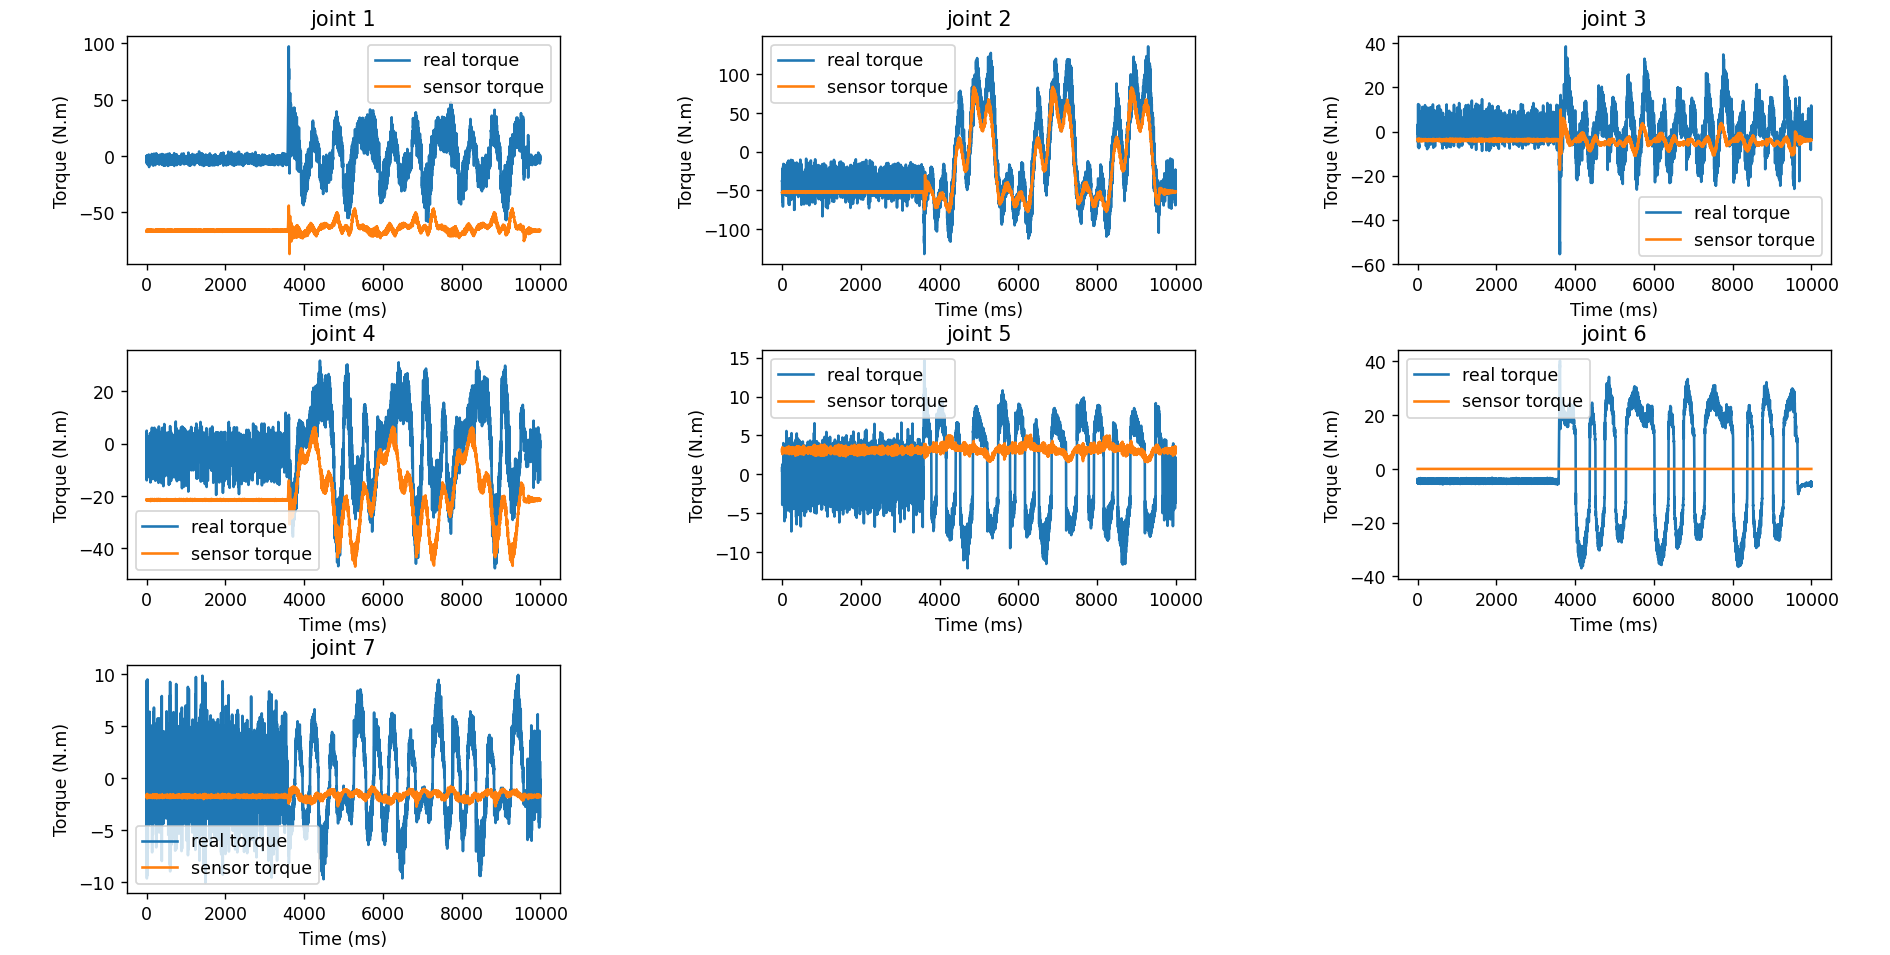 joint 1
100
50
0
−50
Torque (N.m)
real torque
sensor torque
0 2000 4000 6000 8000 10000
Time (ms)
joint 2
100
50
0
−50
−100
Torque (N.m)
real torque
sensor torque
0 2000 4000 6000 8000 10000
Time (ms)
joint 3
40
20
0
−20
−40
−60
Torque (N.m)
real torque
sensor torque
0 2000 4000 6000 8000 10000
Time (ms)
joint 4
20
0
−20
−40
Torque (N.m)
real torque
sensor torque
0 2000 4000 6000 8000 10000
Time (ms)
joint 5
15
10
5
0
−5
−10
Torque (N.m)
real torque
sensor torque
0 2000 4000 6000 8000 10000
Time (ms)
joint 6
40
20
0
−20
−40
Torque (N.m)
real torque
sensor torque
0 2000 4000 6000 8000 10000
Time (ms)
joint 7
10
5
0
−5
−10
Torque (N.m)
real torque
sensor torque
0 2000 4000 6000 8000 10000
Time (ms)